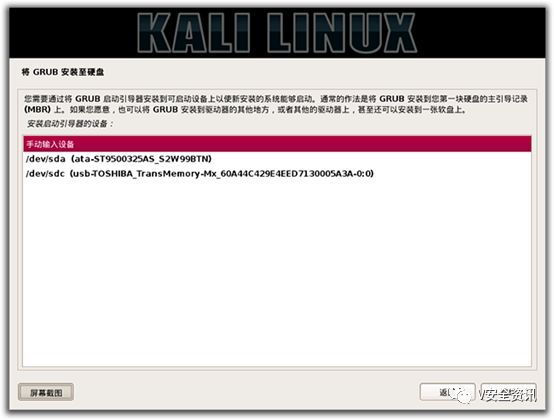 KALI LINUX
将 GRUB 安装至硬盘
您需要通过将 GRUB 启动引导器安装到可启动设备上以使新安装的系统能够启动。通常的作法是将 GRUB 安装到您第一块硬盘的主引导记录
(MBR) 上。如果您愿意，也可以将 GRUB 安装到驱动器的其他地方，或者其他的驱动器上，甚至还可以安装到一张软盘上。
安装启动引导器的设备：
手动输入设备
/dev/sda (ata-ST9500325AS_S2W99BTN)
/dev/sdc (usb-TOSHIBA_TransMemory-Mx_60A44C429E4EED7130005A3A-0:0)
屏幕截图
返
V安全资讯